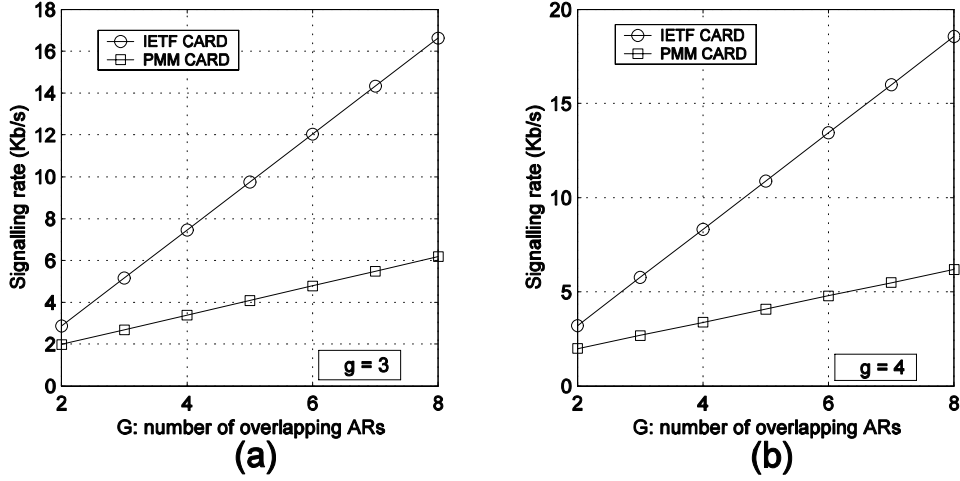 18
16
14
12
10
8
6
4
2
0
Signalling rate (Kb/s)
IETF CARD
PMM CARD
g = 3
2 4 6 8
G: number of overlapping ARs
(a)
20
15
10
5
0
Signalling rate (Kb/s)
IETF CARD
PMM CARD
g = 4
2 4 6 8
G: number of overlapping ARs
(b)